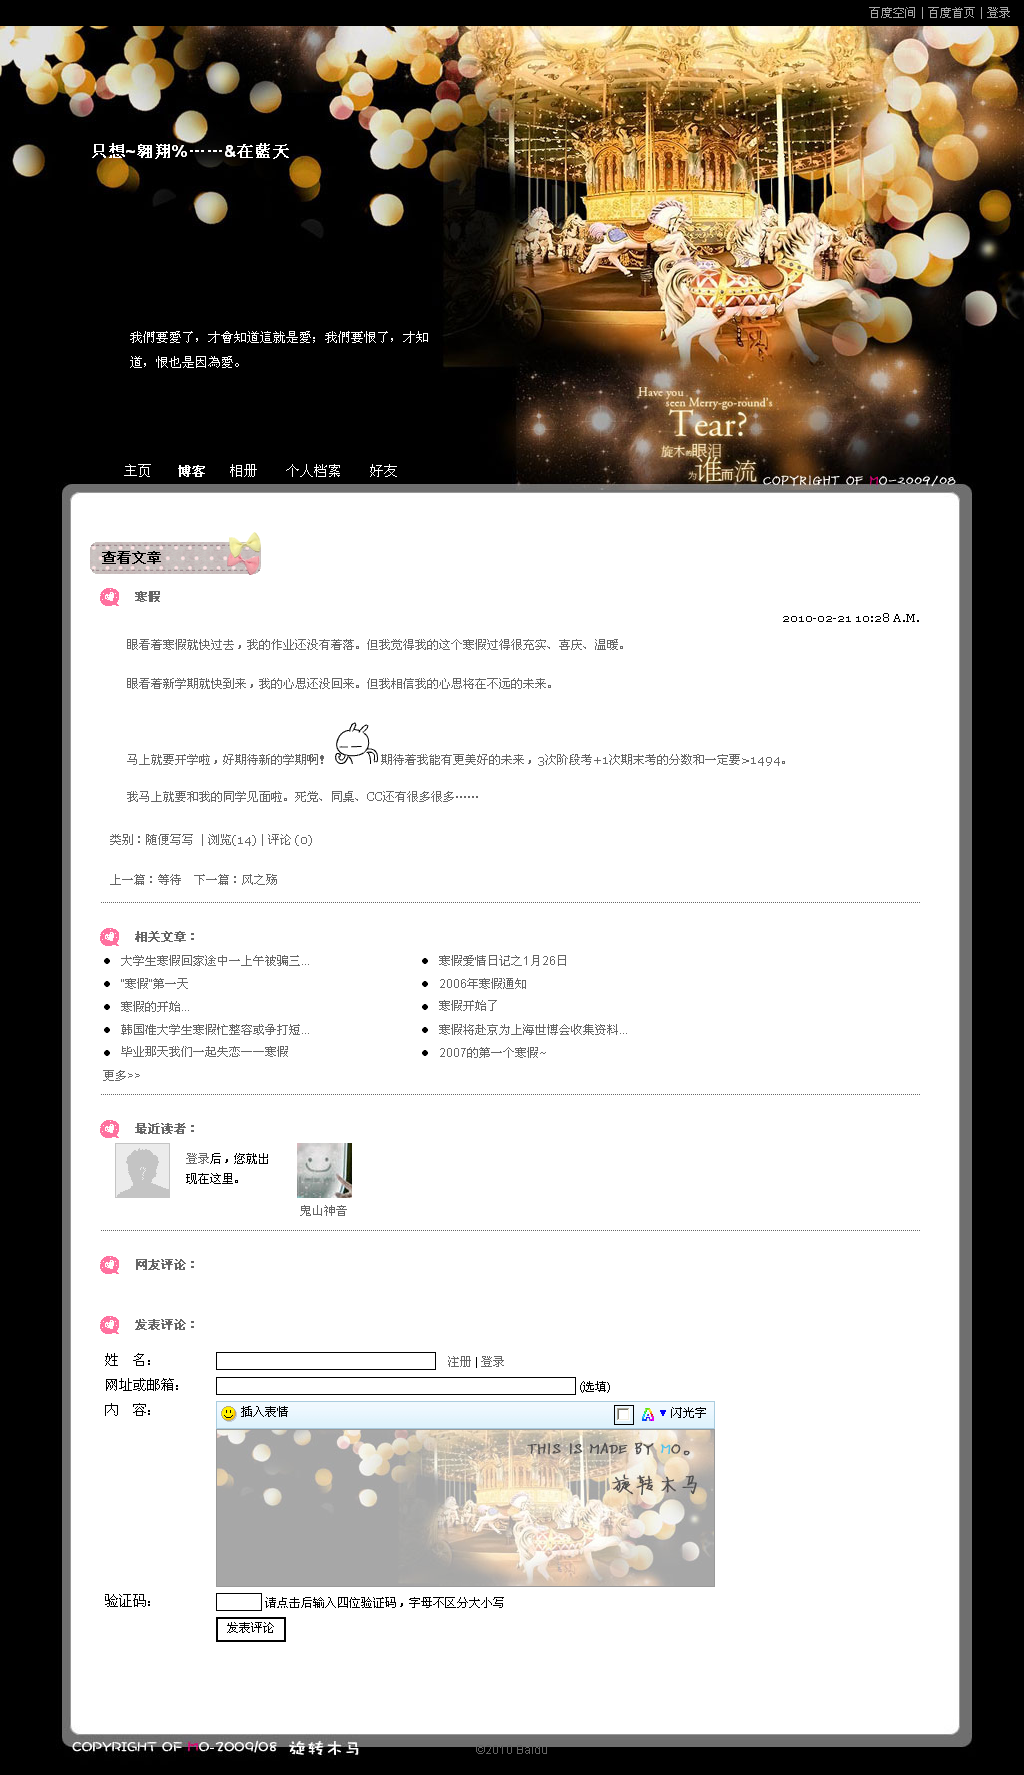 百度空间 | 百度首页 | 登录
只想~翱翔%……&在藍天
我們要愛了，才會知道這就是愛；我們要恨了，才知
道，恨也是因為愛。
Have you
seen Merry-go-round's
Tear?
旋木的眼泪
为谁而流
主页 博客 相册 个人档案 好友
COPYRIGHT OF MO-2009/08
查看文章
寒假
2010-02-21 10:28 A.M.
眼看着寒假就快过去，我的作业还没有着落。但我觉得我的这个寒假过得很充实、喜庆、温暖。
眼看着新学期就快到来，我的心思还没回来。但我相信我的心思将在不远的未来。
马上就要开学啦，好期待新的学期啊！期待着我能有更美好的未来，3次阶段考+1次期末考的分数和一定要>1494。
我马上就要和我的同学见面啦。死党、同桌、CC还有很多很多……
类别：随便写写 | 浏览(14) | 评论 (0)
上一篇：等待 下一篇：风之殇
相关文章：
大学生寒假回家途中一上午被骗三... 寒假爱情日记之1月26日
"寒假"第一天 2006年寒假通知
寒假的开始... 寒假开始了
韩国准大学生寒假忙整容或争打短... 寒假将赴京为上海世博会收集资料...
毕业那天我们一起失恋一一寒假 2007的第一个寒假~
更多>>
最近读者：
登录后，您就出
现在这里。
鬼山神音
网友评论：
发表评论：
姓 名： 注册 | 登录
网址或邮箱： (选填)
内 容： 插入表情 闪光字
THIS IS MADE BY MO。
旋转木马
验证码： 请点击后输入四位验证码，字母不区分大小写
发表评论
COPYRIGHT OF MO-2009/08 旋转木马
©2010 Baidu